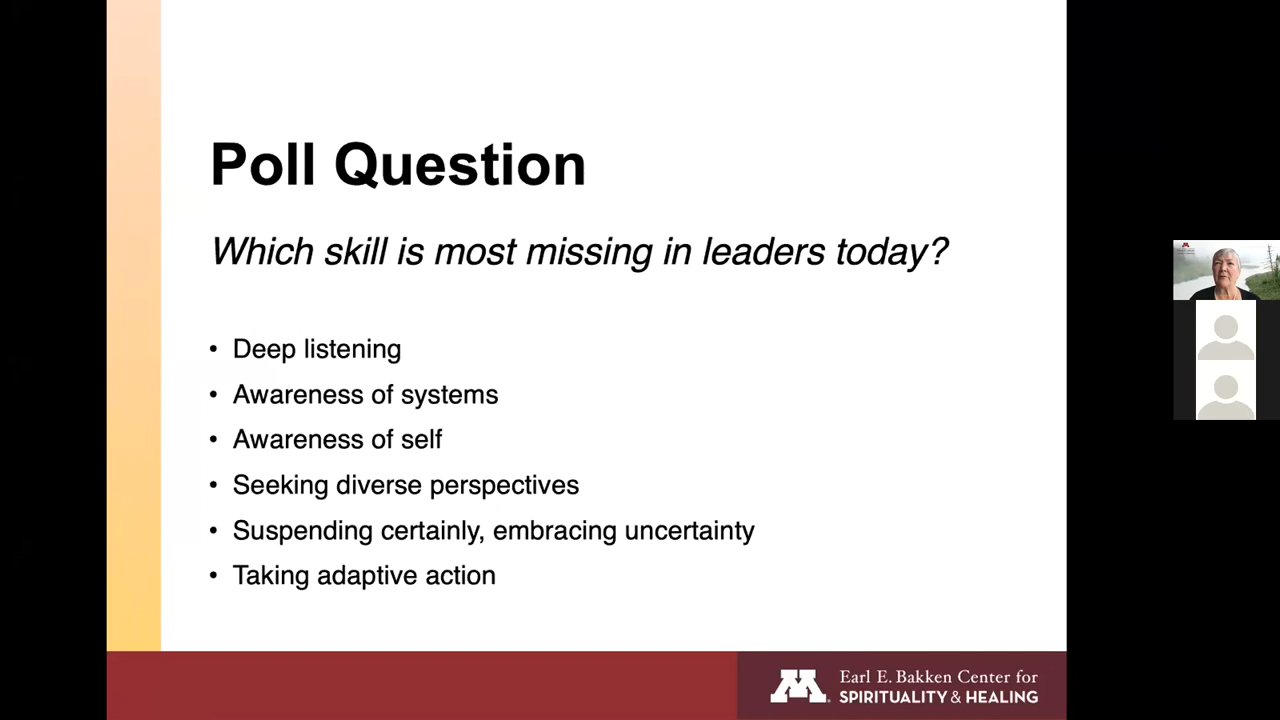 Poll Question
Which skill is most missing in leaders today?
• Deep listening
• Awareness of systems
• Awareness of self
• Seeking diverse perspectives
• Suspending certainly, embracing uncertainty
• Taking adaptive action
M
Earl E. Bakken Center for
SPIRITUALITY & HEALING